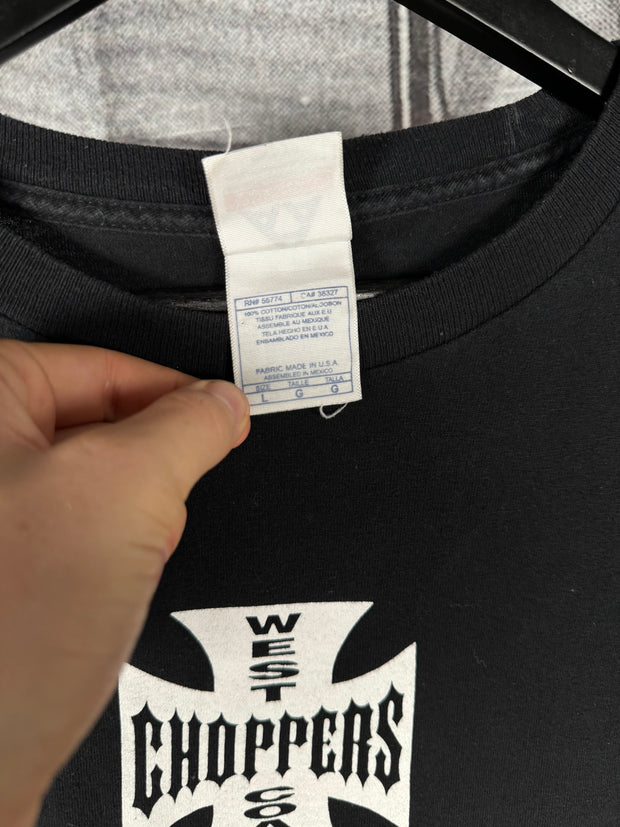 RN# 56774 CA# 38327
100% COTTON/COTON/ALGODON
TISSU FABRIQUE AUX E.U
ASSEMBLE AU MEXIQUE
TELA HECHO EN E.U.A.
ENSAMBLADO EN MEXICO
FABRIC MADE IN U.S.A.
ASSEMBLED IN MEXICO
SIZE TAILLE TALLA
L G G
WEST
CHOPPERS